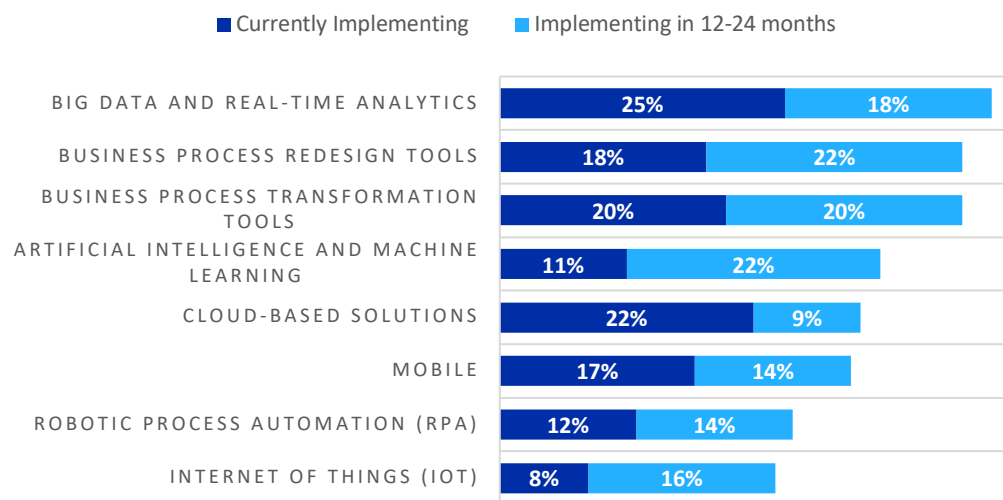 Currently Implementing Implementing in 12-24 months
BIG DATA AND REAL-TIME ANALYTICS 25% 18%
BUSINESS PROCESS REDESIGN TOOLS 18% 22%
BUSINESS PROCESS TRANSFORMATION
TOOLS 20% 20%
ARTIFICIAL INTELLIGENCE AND MACHINE
LEARNING 11% 22%
CLOUD-BASED SOLUTIONS 22% 9%
MOBILE 17% 14%
ROBOTIC PROCESS AUTOMATION (RPA) 12% 14%
INTERNET OF THINGS (IOT) 8% 16%